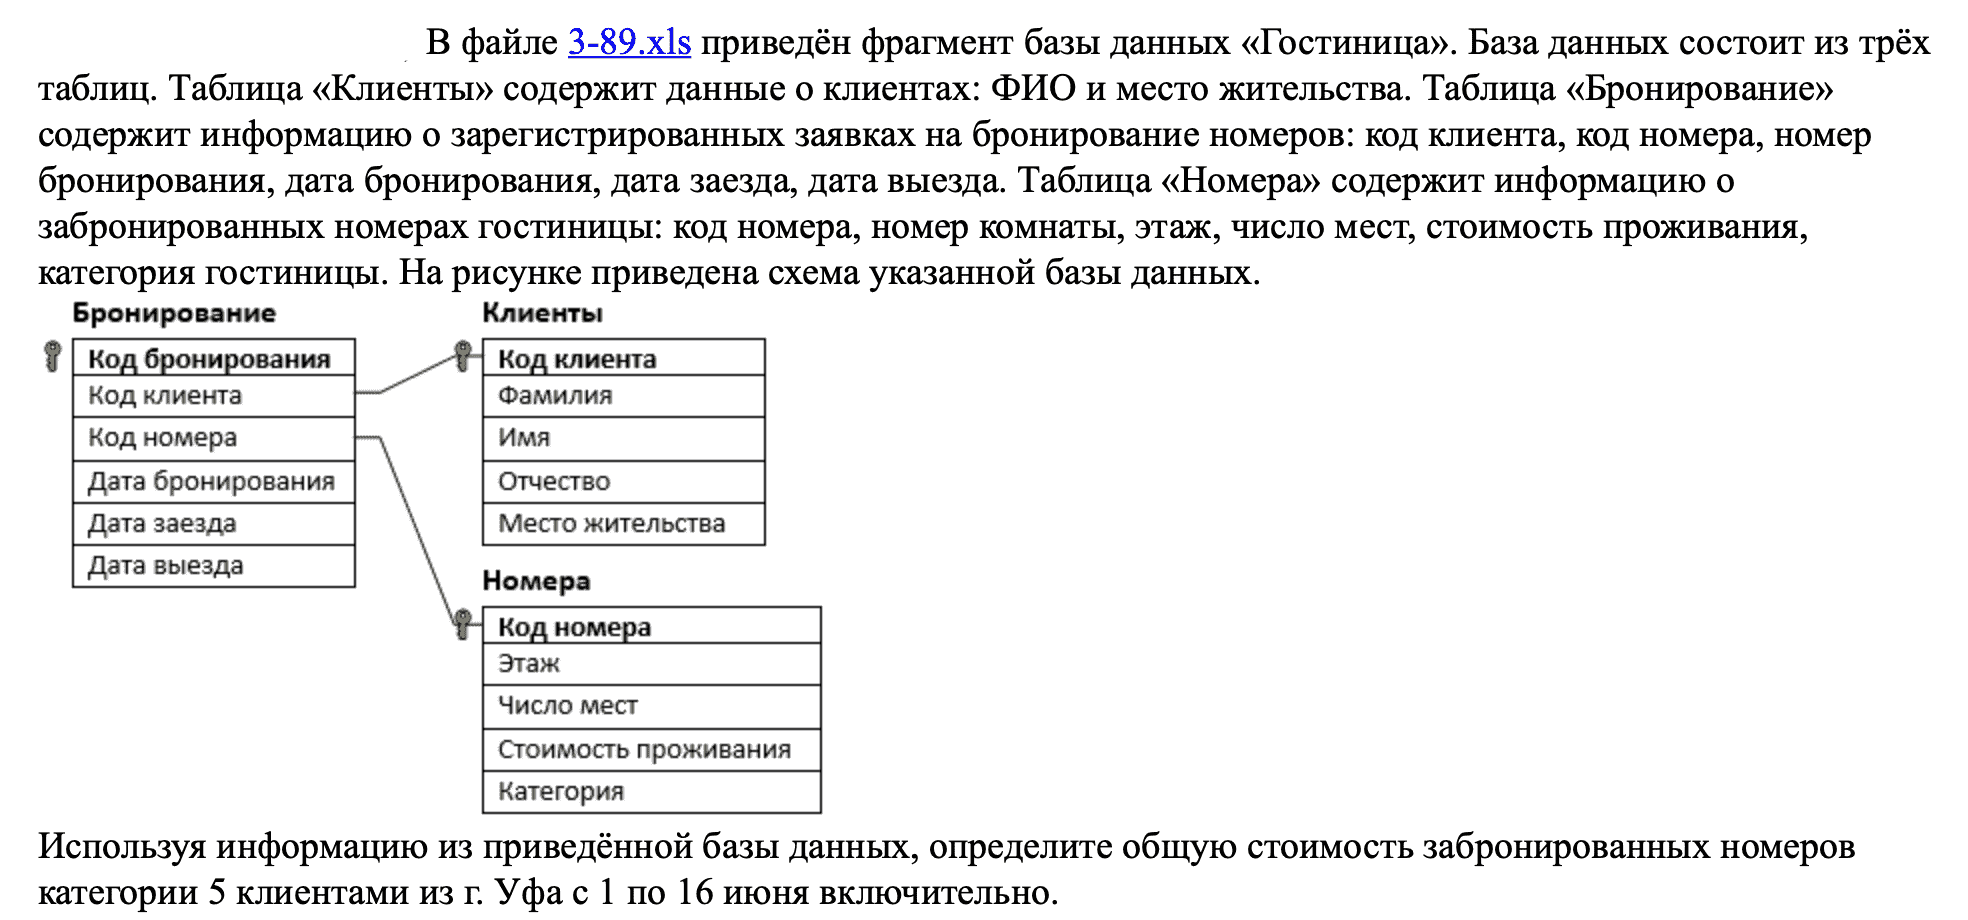 В файле 3-89.xls приведён фрагмент базы данных «Гостиница». База данных состоит из трёх
таблиц. Таблица «Клиенты» содержит данные о клиентах: ФИО и место жительства. Таблица «Бронирование»
содержит информацию о зарегистрированных заявках на бронирование номеров: код клиента, код номера, номер
бронирования, дата бронирования, дата заезда, дата выезда. Таблица «Номера» содержит информацию о
забронированных номерах гостиницы: код номера, номер комнаты, этаж, число мест, стоимость проживания,
категория гостиницы. На рисунке приведена схема указанной базы данных.
Бронирование
Код бронирования
Код клиента
Код номера
Дата бронирования
Дата заезда
Дата выезда
Клиенты
Код клиента
Фамилия
Имя
Отчество
Место жительства
Номера
Код номера
Этаж
Число мест
Стоимость проживания
Категория
Используя информацию из приведённой базы данных, определите общую стоимость забронированных номеров
категории 5 клиентами из г. Уфа с 1 по 16 июня включительно.